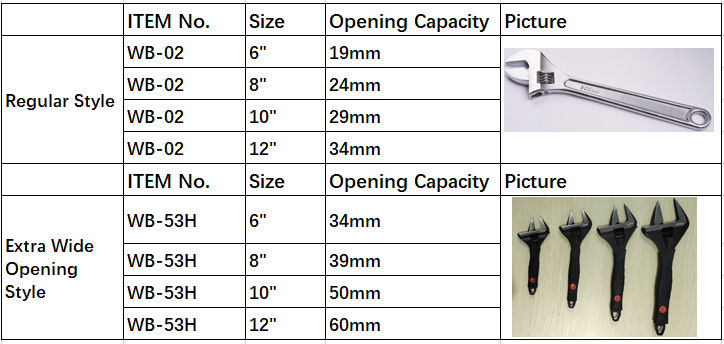 ITEM No. Size Opening Capacity Picture
Regular Style
WB-02 6" 19mm
WB-02 8" 24mm
WB-02 10" 29mm
WB-02 12" 34mm
ITEM No. Size Opening Capacity Picture
Extra Wide
Opening
Style
WB-53H 6" 34mm
WB-53H 8" 39mm
WB-53H 10" 50mm
WB-53H 12" 60mm